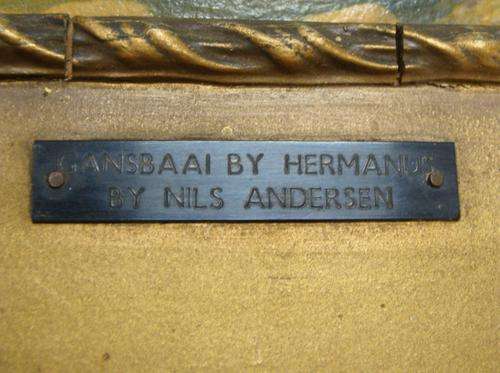 GANSBAAI BY HERMANUS
BY NILS ANDERSEN